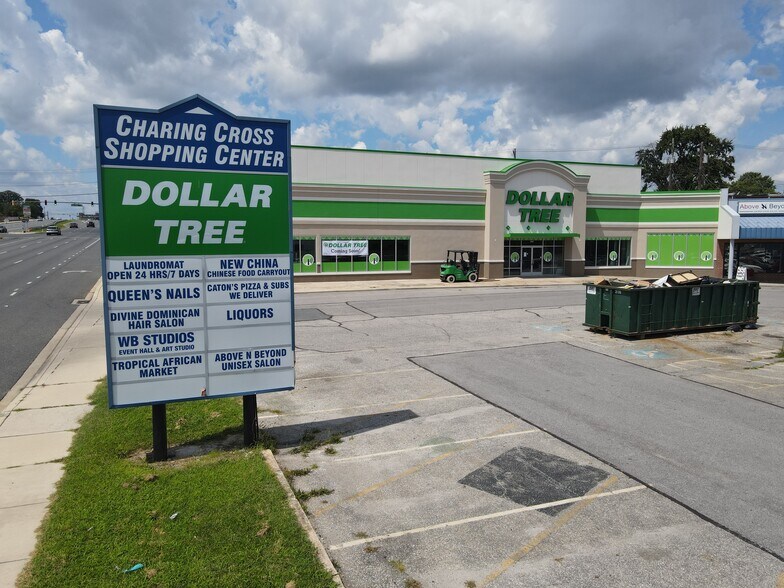 CHARING CROSS
SHOPPING CENTER
DOLLAR
TREE
LAUNDROMAT
OPEN 24 HRS/7 DAYS
QUEEN'S NAILS
DIVINE DOMINICAN
HAIR SALON
WB STUDIOS
EVENT HALL & ART STUDIO
TROPICAL AFRICAN
MARKET
NEW CHINA
CHINESE FOOD CARRYOUT
CATON'S PIZZA & SUBS
WE DELIVER
LIQUORS
ABOVE N BEYOND
UNISEX SALON
DOLLAR TREE
Coming Soon!
DOLLAR
TREE
Above N Beyon